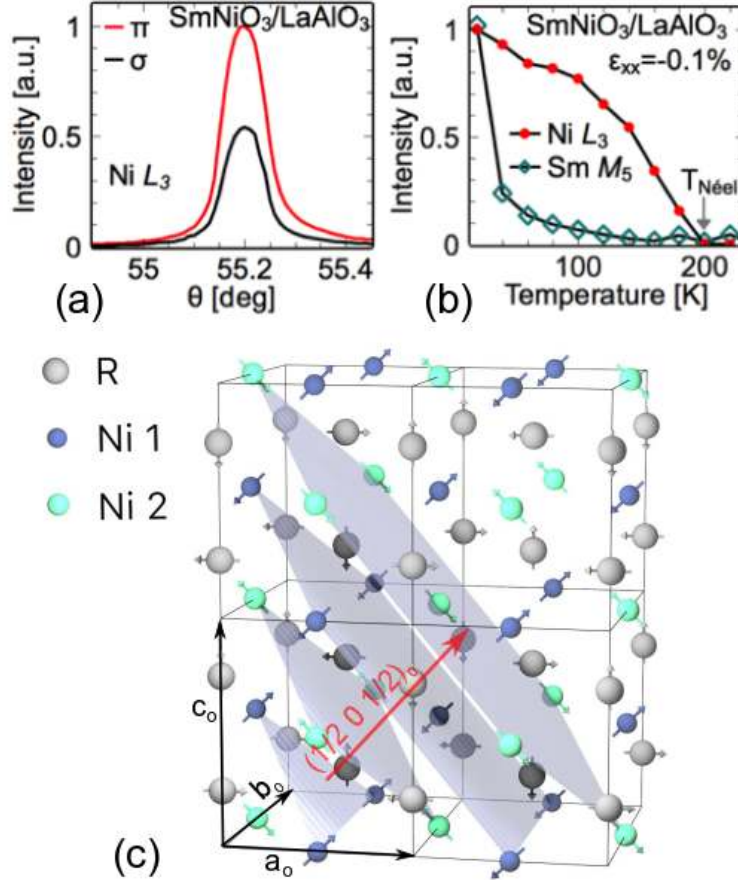 SmNiO3/LaAlO3
π
σ
Ni L3
Intensity [a.u.]
1
0.5
0
55
55.2
55.4
θ [deg]
(a)
SmNiO3/LaAlO3
εxx=-0.1%
Ni L3
Sm M5
TNéel
Intensity [a.u.]
1
0.5
0
100
200
Temperature [K]
(b)
R
Ni 1
Ni 2
(1/2 0 1/2)o
co
bo
ao
(c)